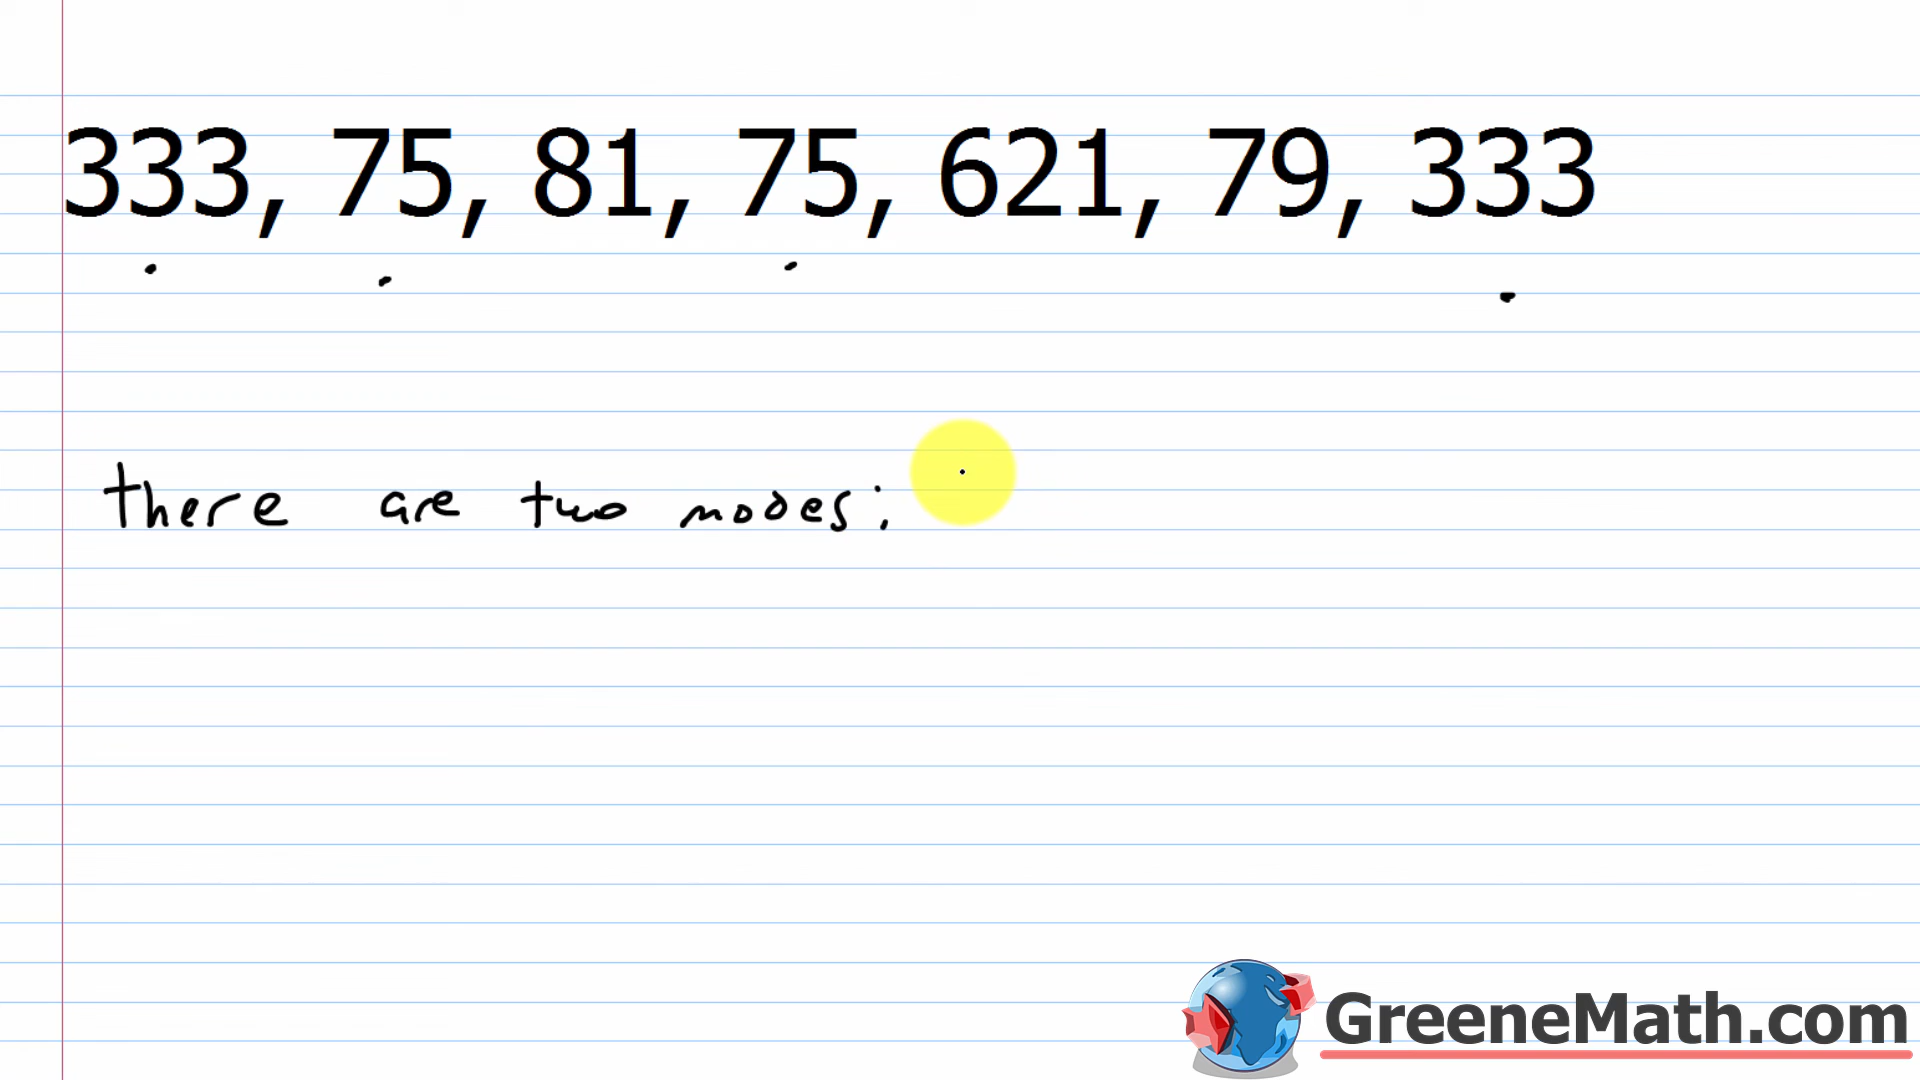 333, 75, 81, 75, 621, 79, 333
there are two modes:
GreeneMath.com